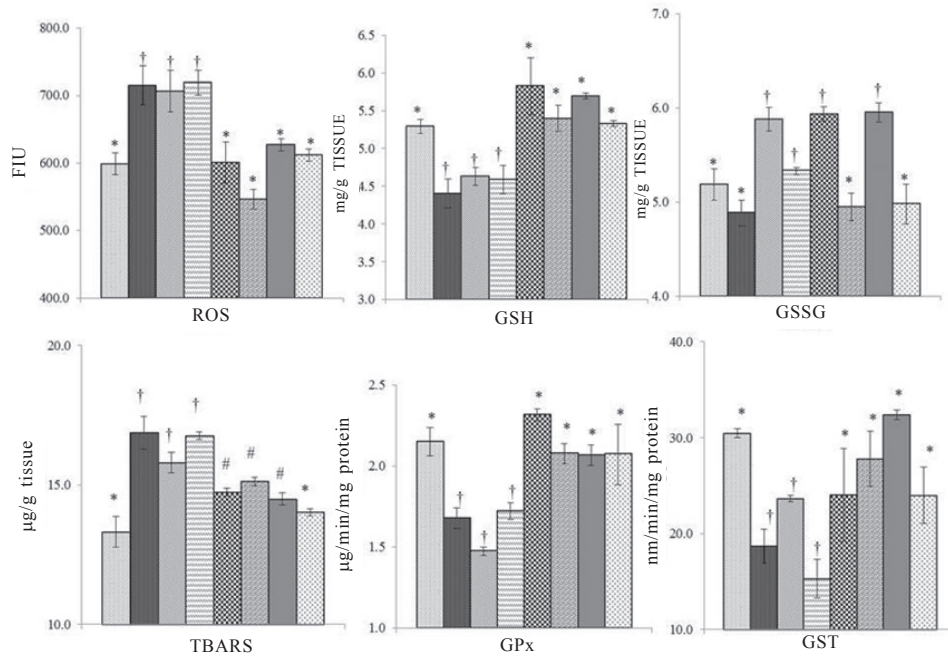 800.0
700.0
600.0
500.0
400.0
FIU
† † †
* * * * *
ROS
6.5
6.0
5.5
5.0
4.5
4.0
3.5
3.0
mg/g TISSUE
* † † † * * * *
GSH
7.0
6.0
5.0
4.0
mg/g TISSUE
* * † † † * † *
GSSG
20.0
15.0
10.0
µg/g tissue
* † † † # # # *
TBARS
2.5
2.0
1.5
1.0
µg/min/mg protein
* † † † * * * *
GPx
40.0
30.0
20.0
10.0
nm/min/mg protein
* † † † * * * *
GST